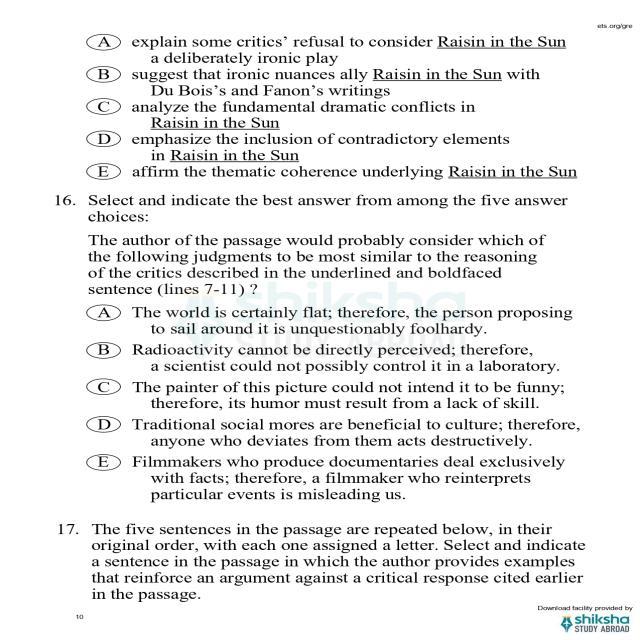 ets.org/gre
A explain some critics’ refusal to consider Raisin in the Sun
a deliberately ironic play
B suggest that ironic nuances ally Raisin in the Sun with
Du Bois’s and Fanon’s writings
C analyze the fundamental dramatic conflicts in
Raisin in the Sun
D emphasize the inclusion of contradictory elements
in Raisin in the Sun
E affirm the thematic coherence underlying Raisin in the Sun
16. Select and indicate the best answer from among the five answer
choices:
The author of the passage would probably consider which of
the following judgments to be most similar to the reasoning
of the critics described in the underlined and boldfaced
sentence (lines 7-11) ?
A The world is certainly flat; therefore, the person proposing
to sail around it is unquestionably foolhardy.
B Radioactivity cannot be directly perceived; therefore,
a scientist could not possibly control it in a laboratory.
C The painter of this picture could not intend it to be funny;
therefore, its humor must result from a lack of skill.
D Traditional social mores are beneficial to culture; therefore,
anyone who deviates from them acts destructively.
E Filmmakers who produce documentaries deal exclusively
with facts; therefore, a filmmaker who reinterprets
particular events is misleading us.
17. The five sentences in the passage are repeated below, in their
original order, with each one assigned a letter. Select and indicate
a sentence in the passage in which the author provides examples
that reinforce an argument against a critical response cited earlier
in the passage.
10
Download facility provided by
shiksha
STUDY ABROAD
shiksha
STUDY ABROAD